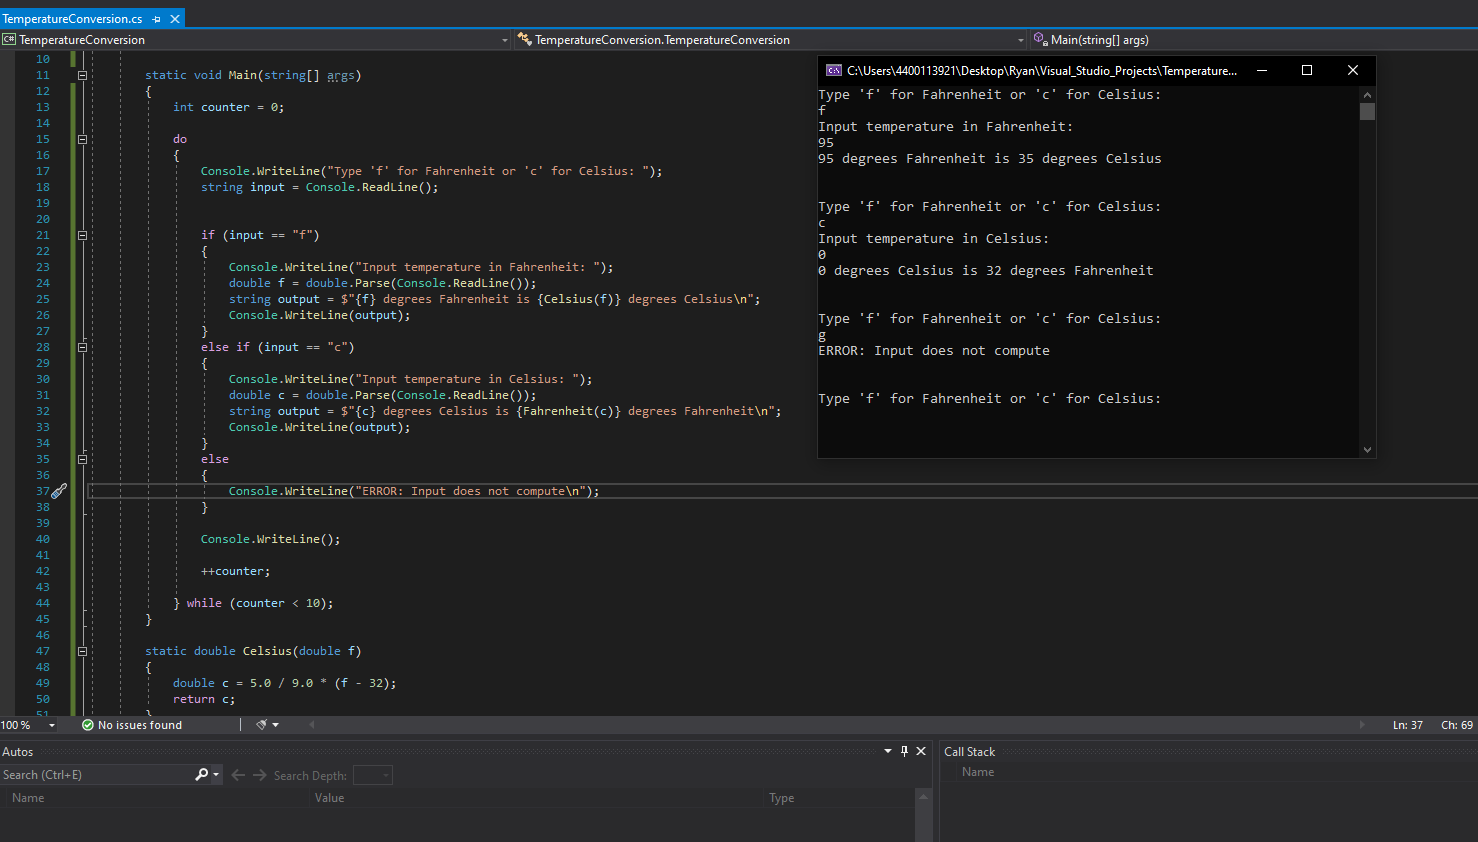 TemperatureConversion.cs
C# TemperatureConversion
TemperatureConversion.TemperatureConversion
Main(string[] args)
10
11 static void Main(string[] args)
12 {
13 int counter = 0;
14
15 do
16 {
17 Console.WriteLine("Type 'f' for Fahrenheit or 'c' for Celsius: ");
18 string input = Console.ReadLine();
19
20
21 if (input == "f")
22 {
23 Console.WriteLine("Input temperature in Fahrenheit: ");
24 double f = double.Parse(Console.ReadLine());
25 string output = $"{f} degrees Fahrenheit is {Celsius(f)} degrees Celsius\n";
26 Console.WriteLine(output);
27 }
28 else if (input == "c")
29 {
30 Console.WriteLine("Input temperature in Celsius: ");
31 double c = double.Parse(Console.ReadLine());
32 string output = $"{c} degrees Celsius is {Fahrenheit(c)} degrees Fahrenheit\n";
33 Console.WriteLine(output);
34 }
35 else
36 {
37 Console.WriteLine("ERROR: Input does not compute\n");
38 }
39
40 Console.WriteLine();
41
42 ++counter;
43
44 } while (counter < 10);
45 }
46
47 static double Celsius(double f)
48 {
49 double c = 5.0 / 9.0 * (f - 32);
50 return c;
51 }
C:\Users\4400113921\Desktop\Ryan\Visual_Studio_Projects\Temperature...
Type 'f' for Fahrenheit or 'c' for Celsius:
f
Input temperature in Fahrenheit:
95
95 degrees Fahrenheit is 35 degrees Celsius
Type 'f' for Fahrenheit or 'c' for Celsius:
c
Input temperature in Celsius:
0
0 degrees Celsius is 32 degrees Fahrenheit
Type 'f' for Fahrenheit or 'c' for Celsius:
g
ERROR: Input does not compute
Type 'f' for Fahrenheit or 'c' for Celsius:
100 %
No issues found
Ln: 37 Ch: 69
Autos
Search (Ctrl+E)
Search Depth:
Name Value Type
Call Stack
Name